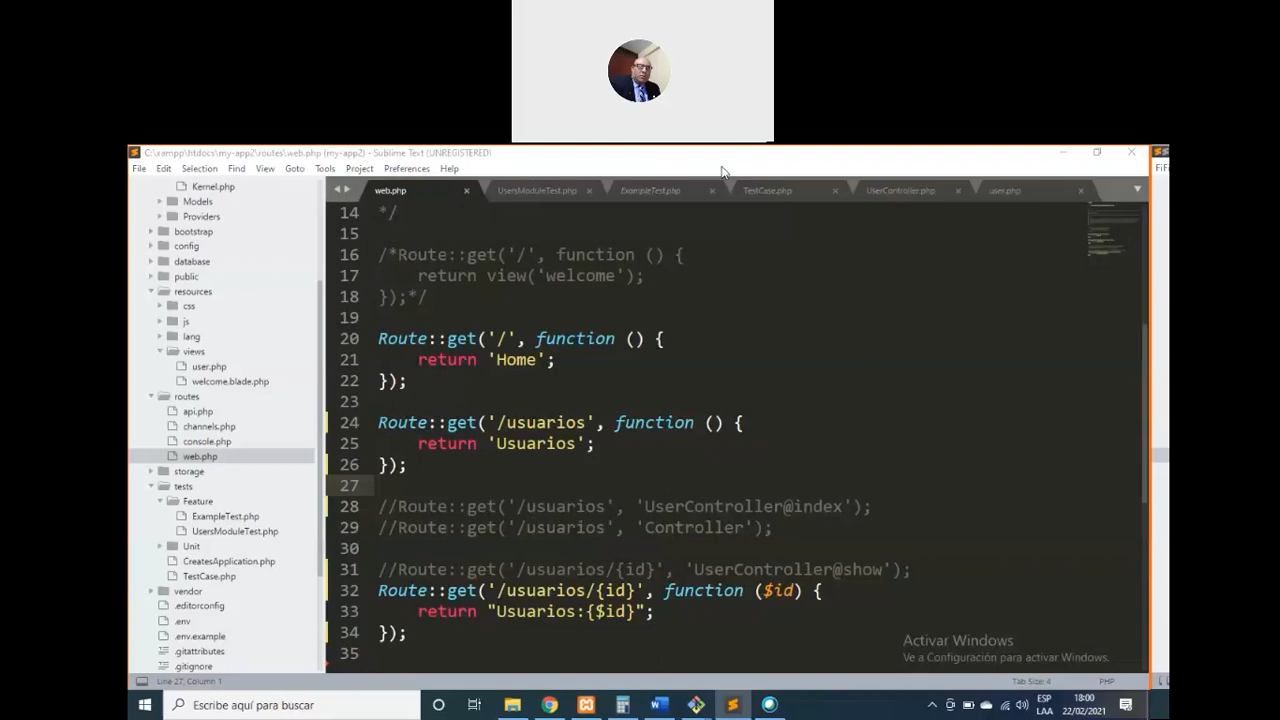 C:\xampp\htdocs\my-app2\routes\web.php (my-app2) - Sublime Text (UNREGISTERED)
FiF
File Edit Selection Find View Goto Tools Project Preferences Help
web.php UsersModuleTest.php ExampleTest.php TestCase.php UserController.php user.php
Kernel.php
Models
Providers
bootstrap
config
database
public
resources
css
js
lang
views
user.php
welcome.blade.php
routes
api.php
channels.php
console.php
web.php
storage
tests
Feature
ExampleTest.php
UsersModuleTest.php
Unit
CreatesApplication.php
TestCase.php
vendor
.editorconfig
.env
.env.example
.gitattributes
.gitignore
14 */
15
16 /*Route::get('/', function () {
17 return view('welcome');
18 });*/
19
20 Route::get('/', function () {
21 return 'Home';
22 });
23
24 Route::get('/usuarios', function () {
25 return 'Usuarios';
26 });
27
28 //Route::get('/usuarios', 'UserController@index');
29 //Route::get('/usuarios', 'Controller');
30
31 //Route::get('/usuarios/{id}', 'UserController@show');
32 Route::get('/usuarios/{id}', function ($id) {
33 return "Usuarios:{$id}";
34 });
35
Activar Windows
Ve a Configuración para activar Windows.
Line 27, Column 1 Tab Size: 4 PHP
Escribe aquí para buscar
ESP
LAA
18:00
22/02/2021